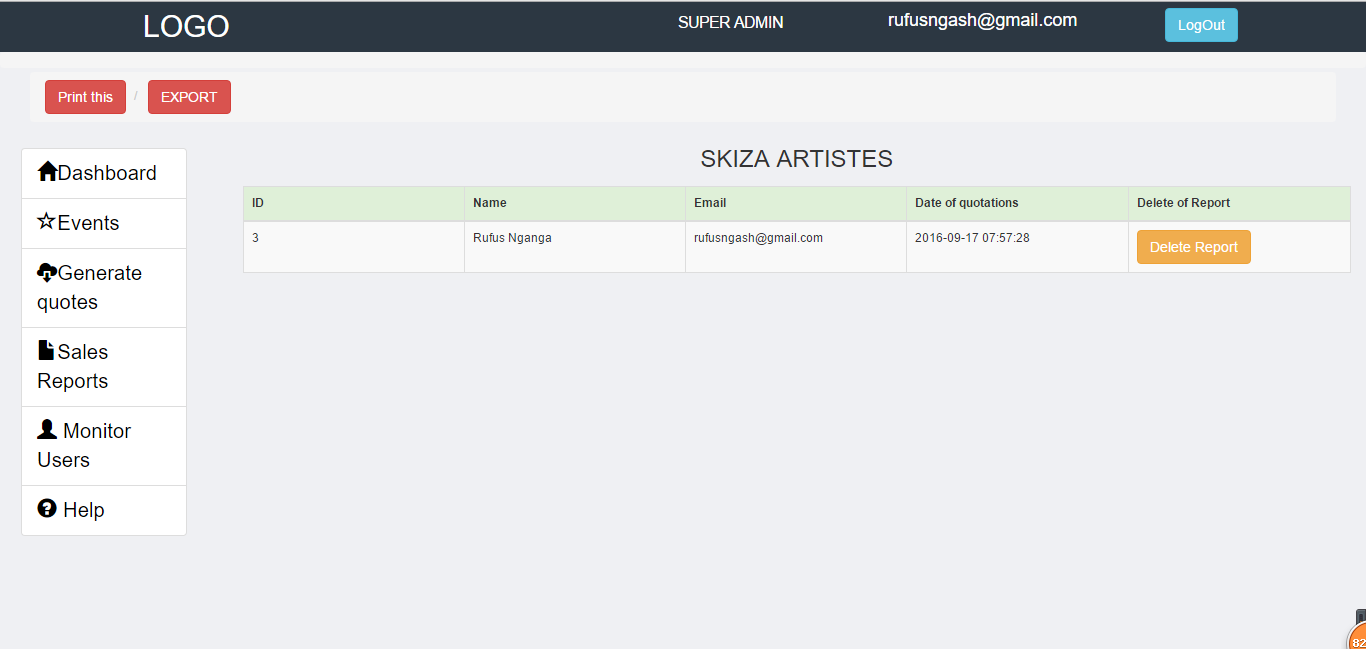 LOGO SUPER ADMIN rufusngash@gmail.com LogOut
Print this / EXPORT
SKIZA ARTISTES
Dashboard
Events
Generate
quotes
Sales
Reports
Monitor
Users
Help
ID Name Email Date of quotations Delete of Report
3 Rufus Nganga rufusngash@gmail.com 2016-09-17 07:57:28 Delete Report
82